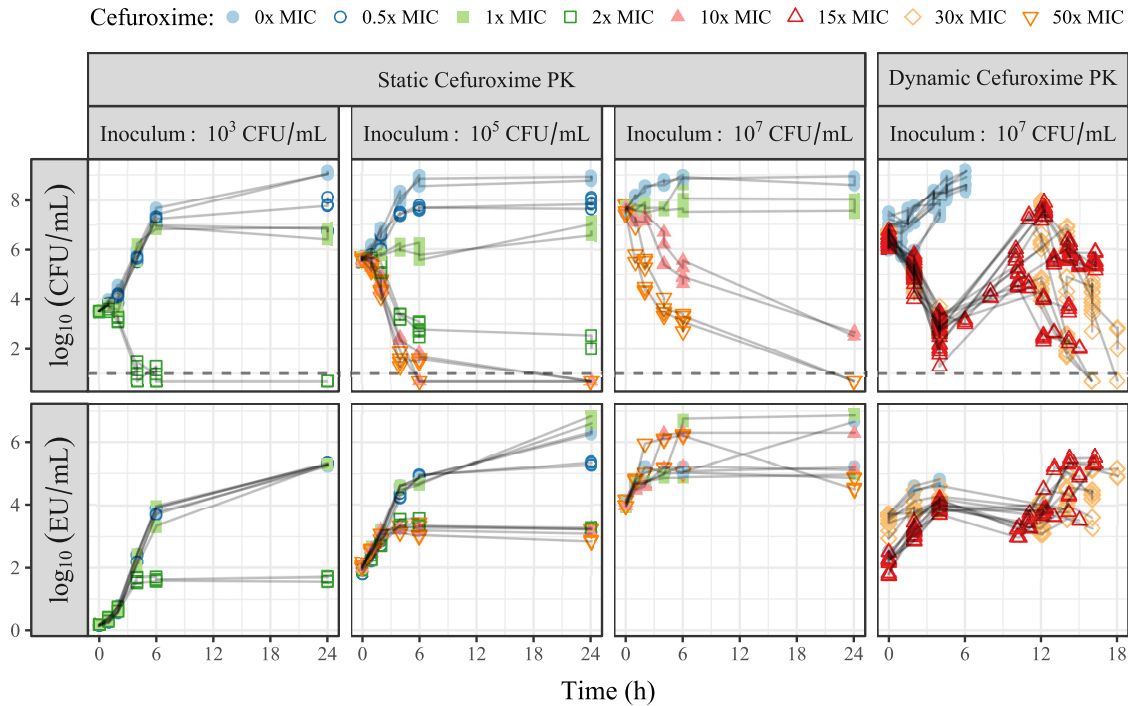 Cefuroxime: 0x MIC 0.5x MIC 1x MIC 2x MIC 10x MIC 15x MIC 30x MIC 50x MIC
Static Cefuroxime PK Dynamic Cefuroxime PK
Inoculum : 10³ CFU/mL Inoculum : 10⁵ CFU/mL Inoculum : 10⁷ CFU/mL Inoculum : 10⁷ CFU/mL
log₁₀ (CFU/mL)
8
6
4
2
log₁₀ (EU/mL)
6
4
2
0
0 6 12 18 24 0 6 12 18 24 0 6 12 18 24 0 6 12 18
Time (h)